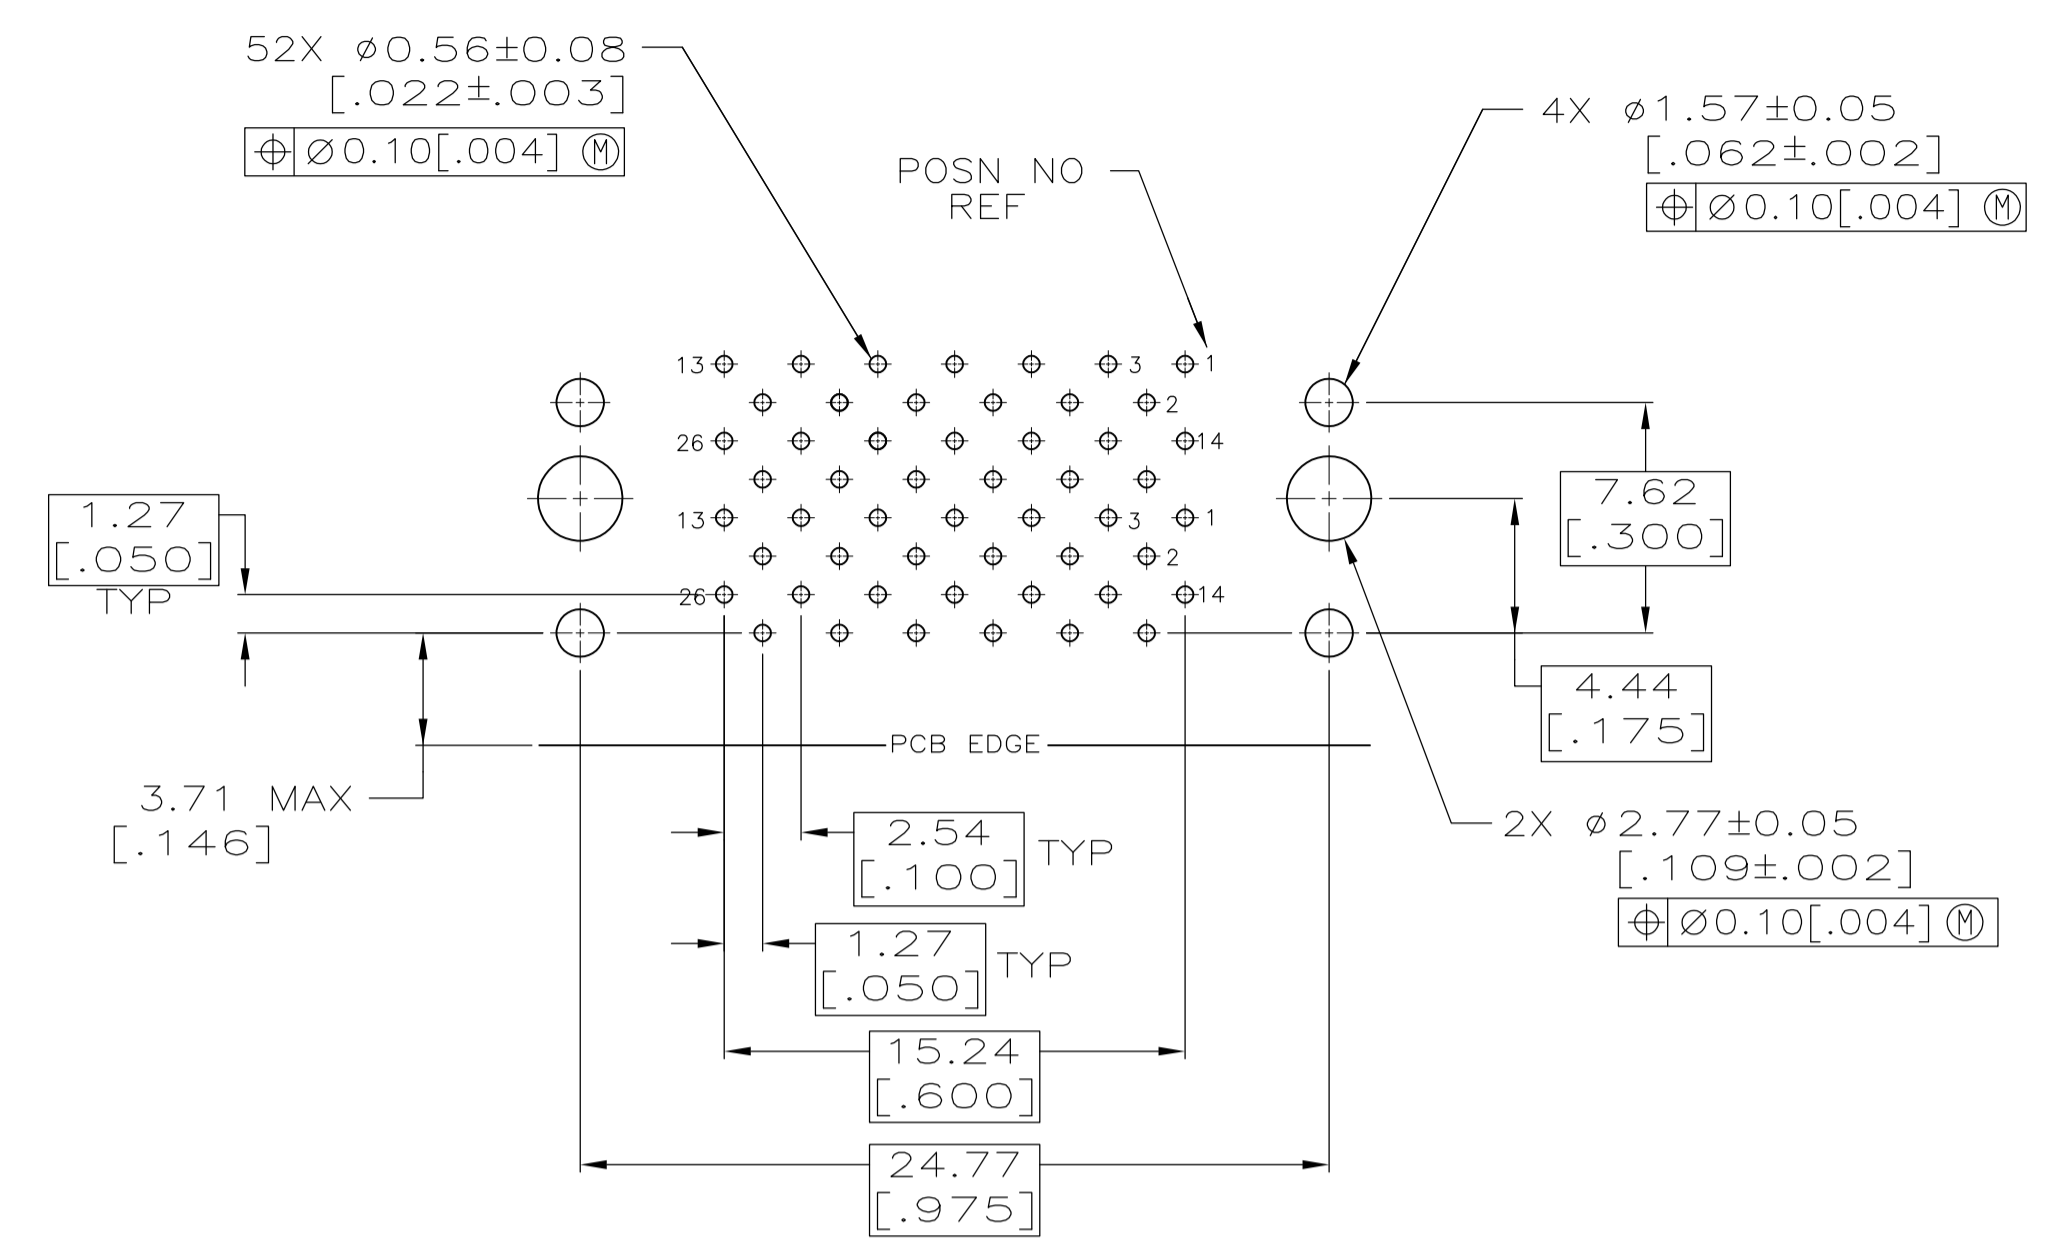 52X ⌀0.56±0.08
[.022±.003]
⌖ ⌀0.10[.004] Ⓜ
POSN NO
REF
4X ⌀1.57±0.05
[.062±.002]
⌖ ⌀0.10[.004] Ⓜ
13 3 1
2
26 14
13 3 1
2
26 14
1.27
[.050]
TYP
7.62
[.300]
4.44
[.175]
PCB EDGE
3.71 MAX
[.146]
2.54
[.100]
TYP
1.27
[.050]
TYP
2X ⌀2.77±0.05
[.109±.002]
⌖ ⌀0.10[.004] Ⓜ
15.24
[.600]
24.77
[.975]